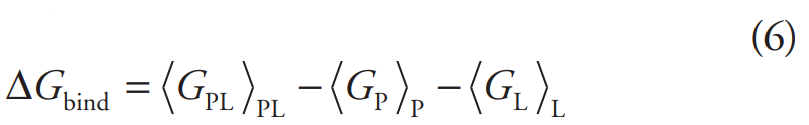 (6)
ΔG_bind = ⟨G_PL⟩_PL − ⟨G_P⟩_P − ⟨G_L⟩_L